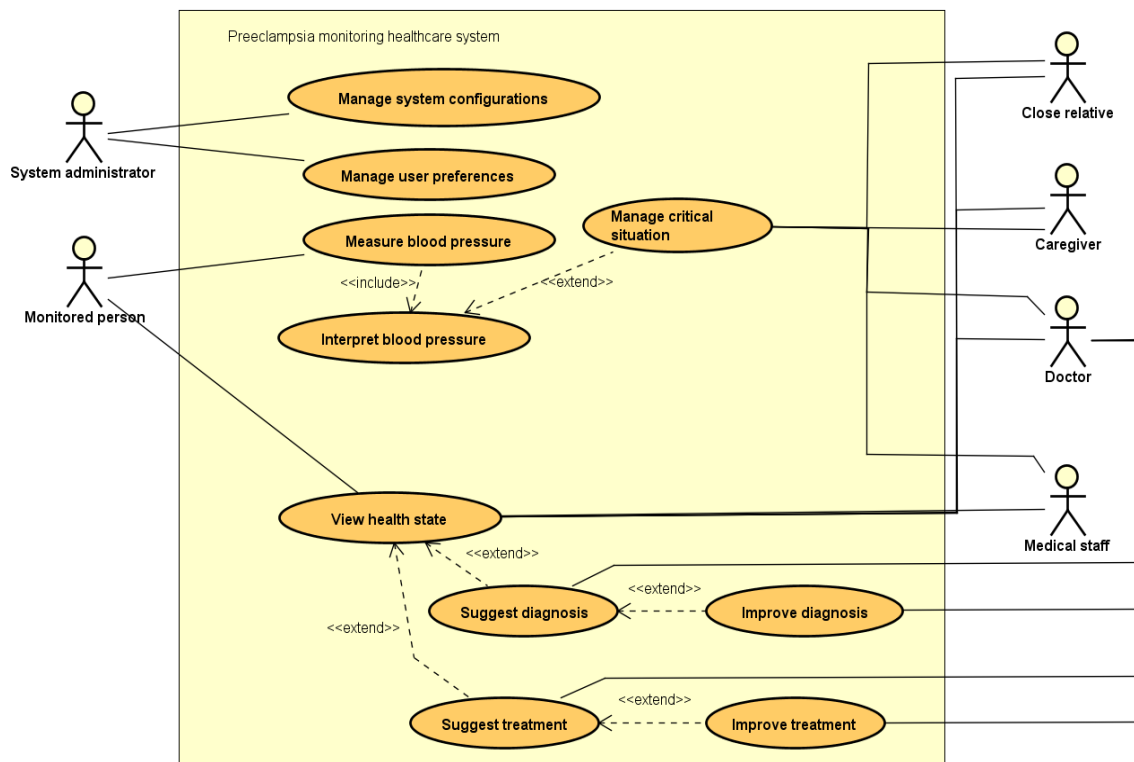 Preeclampsia monitoring healthcare system
Manage system configurations
Close relative
System administrator
Manage user preferences
Manage critical
situation
Measure blood pressure
Caregiver
<<include>>
<<extend>>
Monitored person
Interpret blood pressure
Doctor
View health state
Medical staff
<<extend>>
<<extend>>
Suggest diagnosis
Improve diagnosis
<<extend>>
<<extend>>
Suggest treatment
Improve treatment